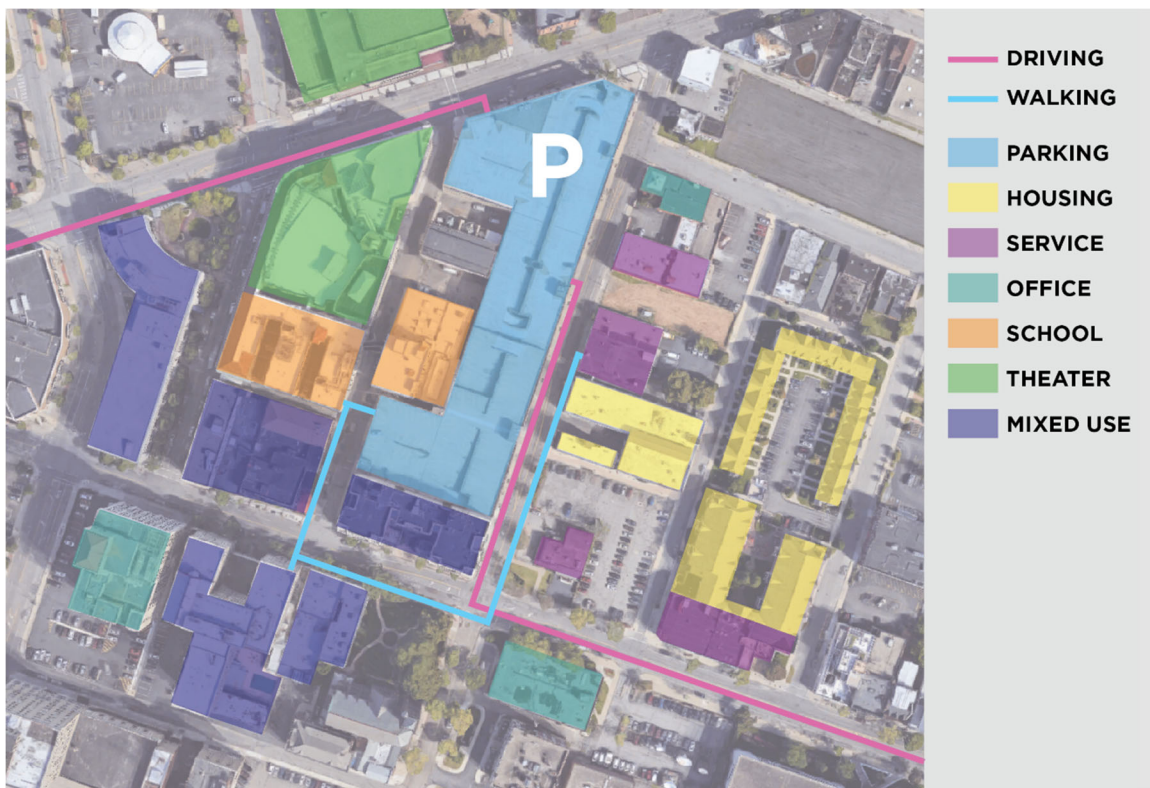 P
DRIVING
WALKING
PARKING
HOUSING
SERVICE
OFFICE
SCHOOL
THEATER
MIXED USE